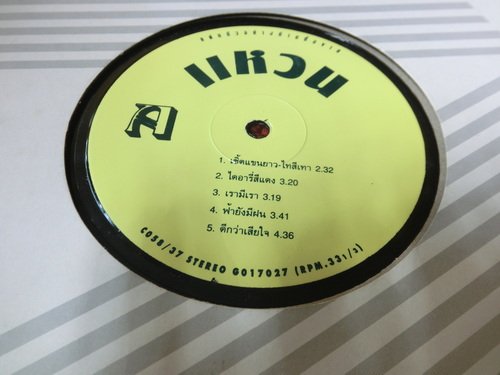 แหวน
A
1. เชิ้ตแขนยาว-ไทสีเทา 2.32
2. ไดอารี่สีแดง 3.20
3. เรามีเรา 3.19
4. ฟ้ายังมีฝน 3.41
5. ดีกว่าเสียใจ 4.36
C058/37 STEREO G017027 (RPM.331/3)